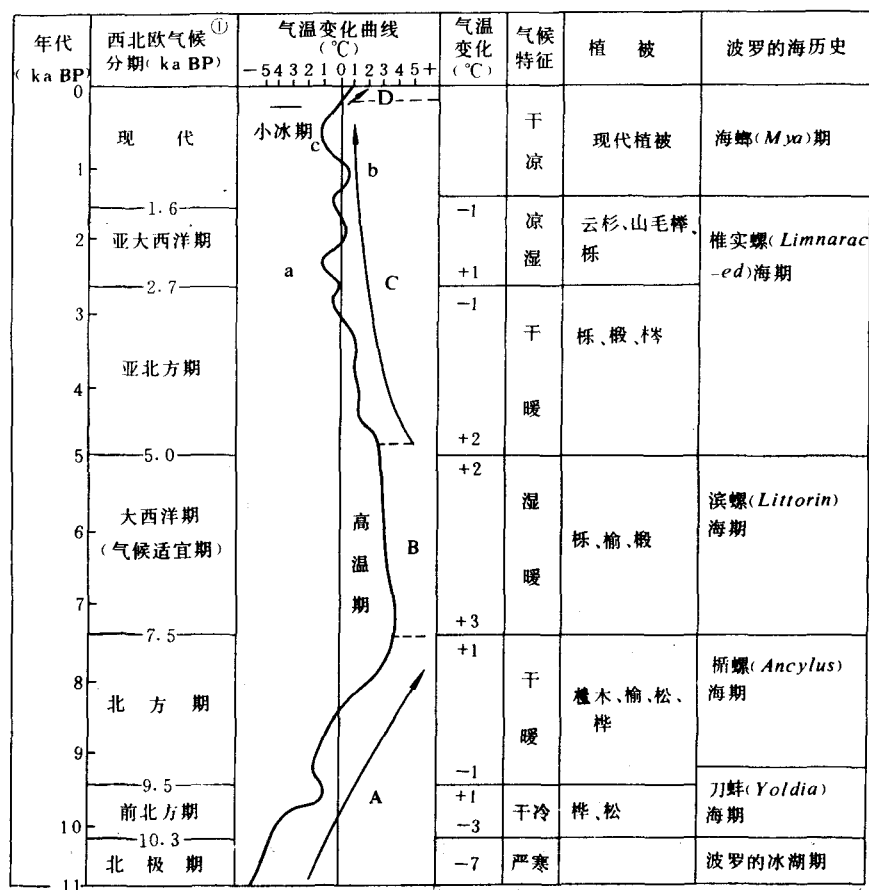 年代
( ka BP)
西北欧气候①
分期( ka BP)
气温变化曲线
(℃)
-5 4 3 2 1 0 1 2 3 4 5 +
气温
变化
(℃)
气候
特征
植 被
波罗的海历史
0
D
小冰期
c
现 代
干
凉
现代植被
海螂(Mya)期
1
b
1.6
-1
凉
湿
云杉、山毛榉、
栎
椎实螺(Limnarac
-ed)海期
2
亚大西洋期
a
+1
C
2.7
-1
3
亚北方期
干
暖
栎、椴、梣
4
+2
5
5.0
+2
大西洋期
(气候适宜期)
高
温
期
B
湿
暖
栎、榆、椴
滨螺(Littorin)
海期
6
7
+3
7.5
+1
8
北 方 期
干
暖
木、榆、松、
桦
楯螺(Ancylus)
海期
9
-1
9.5
A
+1
前北方期
干冷
桦、松
刀蚌(Yoldia)
海期
10
-3
10.3
北 极 期
-7
严寒
波罗的冰湖期
11